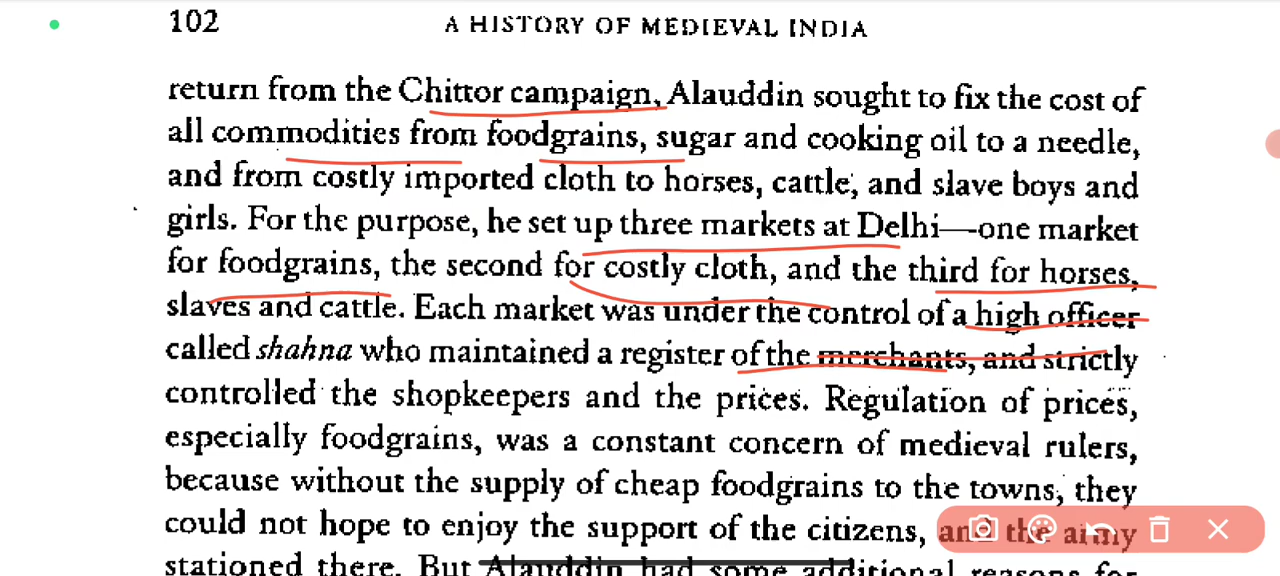 102
A HISTORY OF MEDIEVAL INDIA
return from the Chittor campaign, Alauddin sought to fix the cost of
all commodities from foodgrains, sugar and cooking oil to a needle,
and from costly imported cloth to horses, cattle, and slave boys and
girls. For the purpose, he set up three markets at Delhi—one market
for foodgrains, the second for costly cloth, and the third for horses,
slaves and cattle. Each market was under the control of a high officer
called shahna who maintained a register of the merchants, and strictly
controlled the shopkeepers and the prices. Regulation of prices,
especially foodgrains, was a constant concern of medieval rulers,
because without the supply of cheap foodgrains to the towns, they
could not hope to enjoy the support of the citizens, and the army
stationed there. But Alauddin had some additional reasons for